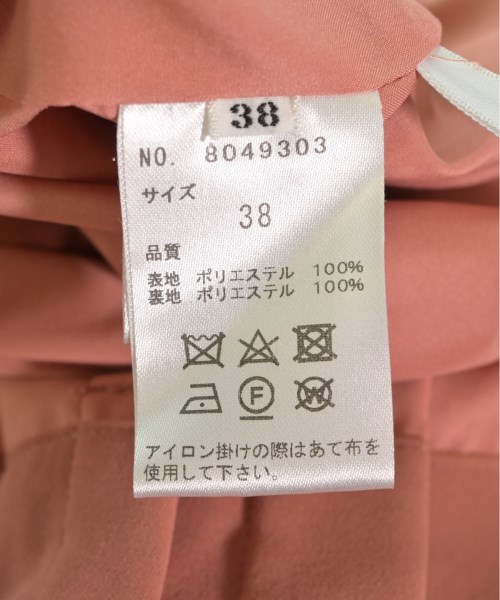 38
NO. 8049303
サイズ
38
品質
表地 ポリエステル 100%
裏地 ポリエステル 100%
F W
アイロン掛けの際はあて布を
使用して下さい。